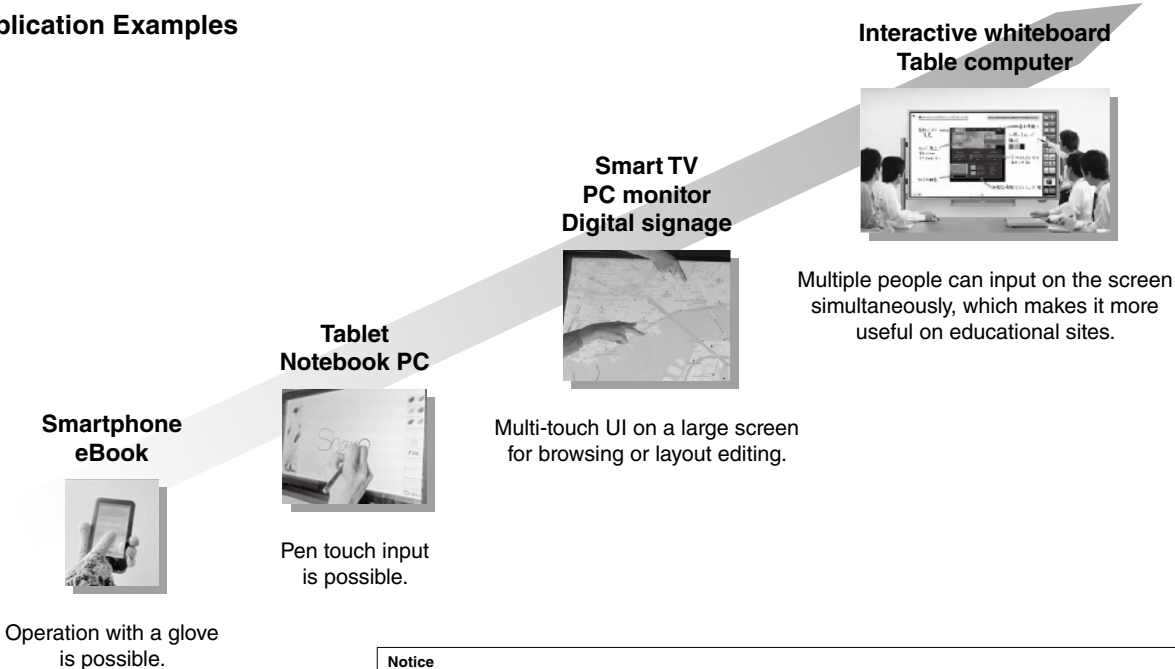 plication Examples
Interactive whiteboard
Table computer
Multiple people can input on the screen
simultaneously, which makes it more
useful on educational sites.
Smart TV
PC monitor
Digital signage
Multi-touch UI on a large screen
for browsing or layout editing.
Tablet
Notebook PC
Pen touch input
is possible.
Smartphone
eBook
Operation with a glove
is possible.
Notice